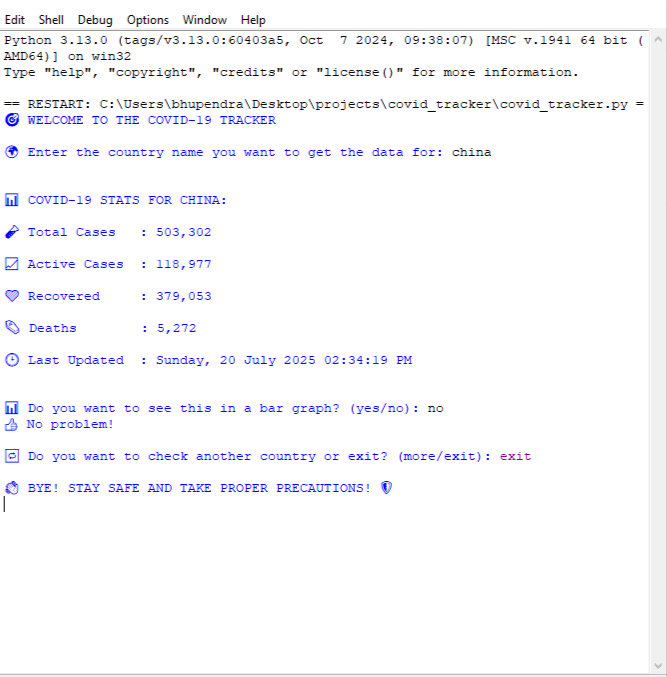 Edit Shell Debug Options Window Help
Python 3.13.0 (tags/v3.13.0:60403a5, Oct  7 2024, 09:38:07) [MSC v.1941 64 bit (
AMD64)] on win32
Type "help", "copyright", "credits" or "license()" for more information.
== RESTART: C:\Users\bhupendra\Desktop\projects\covid_tracker\covid_tracker.py =
🎯 WELCOME TO THE COVID-19 TRACKER
🌍 Enter the country name you want to get the data for: china
📊 COVID-19 STATS FOR CHINA:
🧪 Total Cases   : 503,302
📈 Active Cases  : 118,977
💚 Recovered     : 379,053
Deaths        : 5,272
🕒 Last Updated  : Sunday, 20 July 2025 02:34:19 PM
📊 Do you want to see this in a bar graph? (yes/no): no
👍 No problem!
🔁 Do you want to check another country or exit? (more/exit): exit
👋 BYE! STAY SAFE AND TAKE PROPER PRECAUTIONS! 🛡